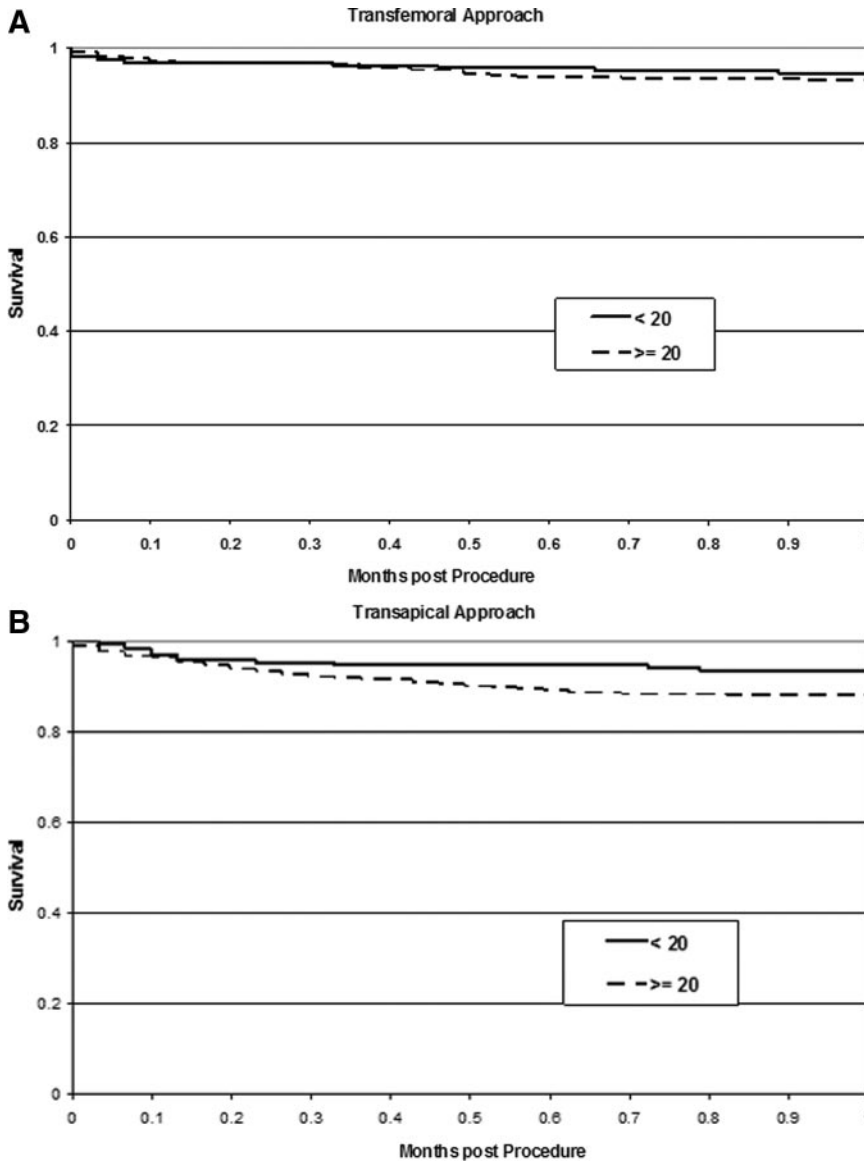 A
Transfemoral Approach
1
0.8
0.6
0.4
0.2
0
Survival
< 20
>= 20
0 0.1 0.2 0.3 0.4 0.5 0.6 0.7 0.8 0.9
Months post Procedure
B
Transapical Approach
1
0.8
0.6
0.4
0.2
0
Survival
< 20
>= 20
0 0.1 0.2 0.3 0.4 0.5 0.6 0.7 0.8 0.9
Months post Procedure